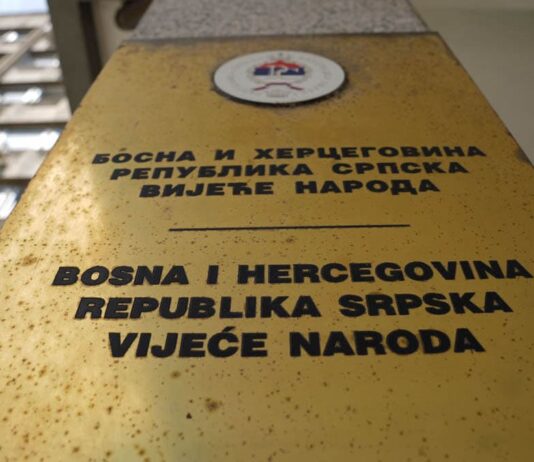 БОСНА И ХЕРЦЕГОВИНА
РЕПУБЛИКА СРПСКА
ВИЈЕЋЕ НАРОДА
BOSNA I HERCEGOVINA
REPUBLIKA SRPSKA
VIJEĆE NARODA